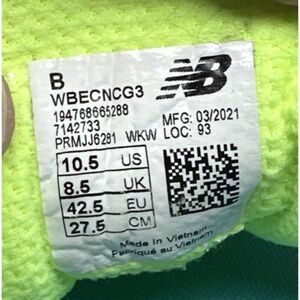 B
NB
WBECNCG3
194768665288
7142733
PRMJJ6281 WKW
MFG: 03/2021
LOC: 93
10.5 US
8.5 UK
42.5 EU
27.5 CM
Made in Vietnam
Fabriqué au Vietnam